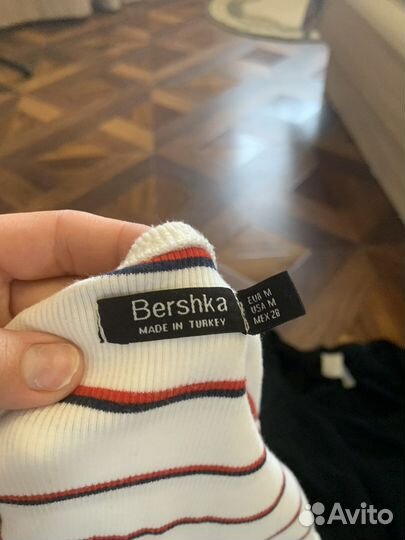 Bershka
MADE IN TURKEY
EUR M
USA M
MEX 28
Avito